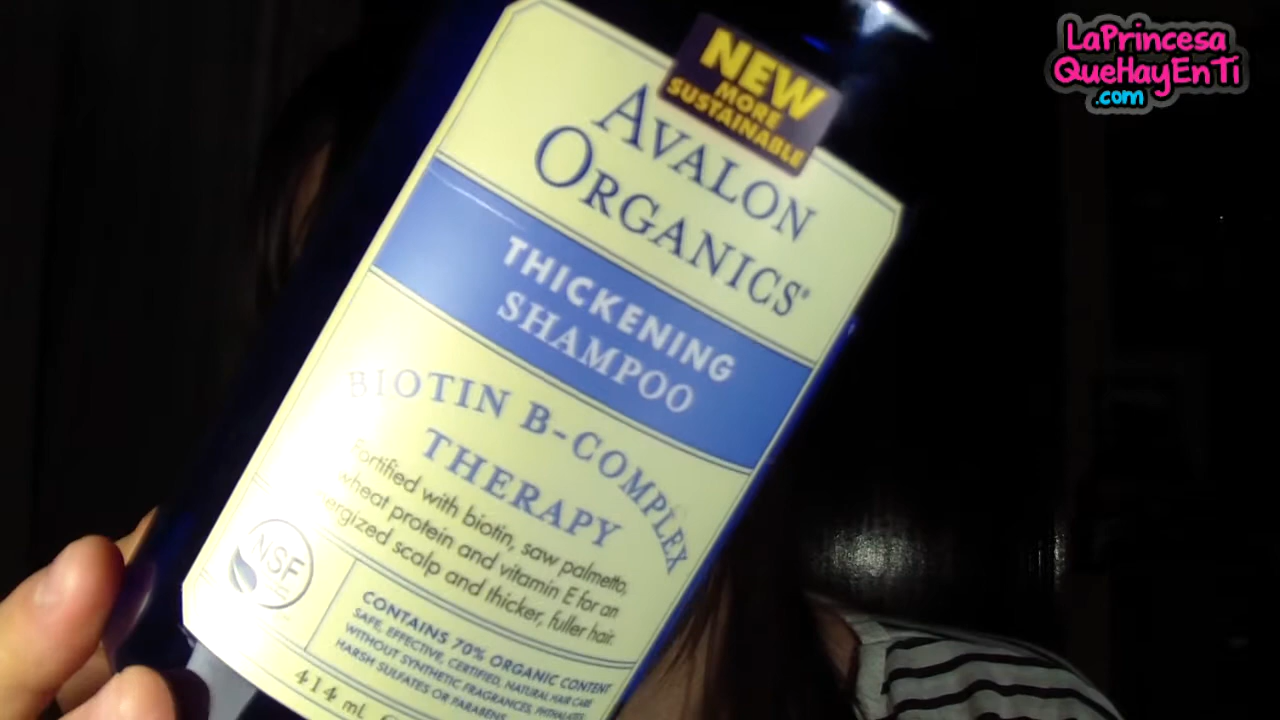 LaPrincesa
QueHayEnTi
.com
NEW
MORE
SUSTAINABLE
AVALON
ORGANICS®
THICKENING
SHAMPOO
BIOTIN B-COMPLEX
THERAPY
Fortified with biotin, saw palmetto,
wheat protein and vitamin E for an
energized scalp and thicker, fuller hair.
NSF
CONTAINS 70% ORGANIC CONTENT
SAFE, EFFECTIVE, CERTIFIED, NATURAL HAIR CARE
WITHOUT SYNTHETIC FRAGRANCES, PHTHALATES,
HARSH SULFATES OR PARABENS
414 mL